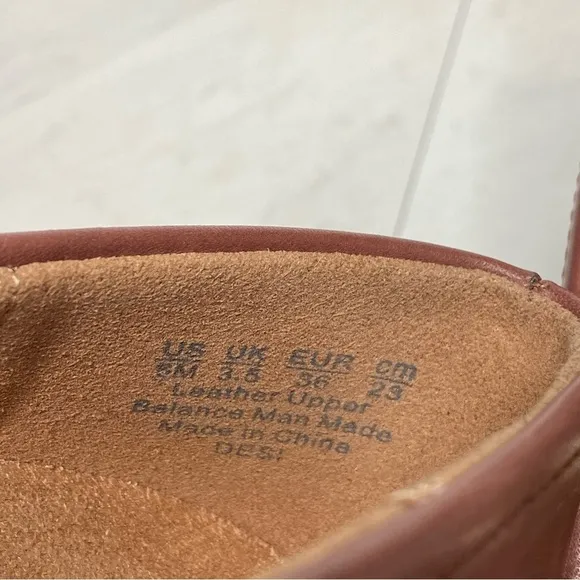 US UK EUR cm
6M 3.5 36 23
Leather Upper
Balance Man Made
Made in China
DESI